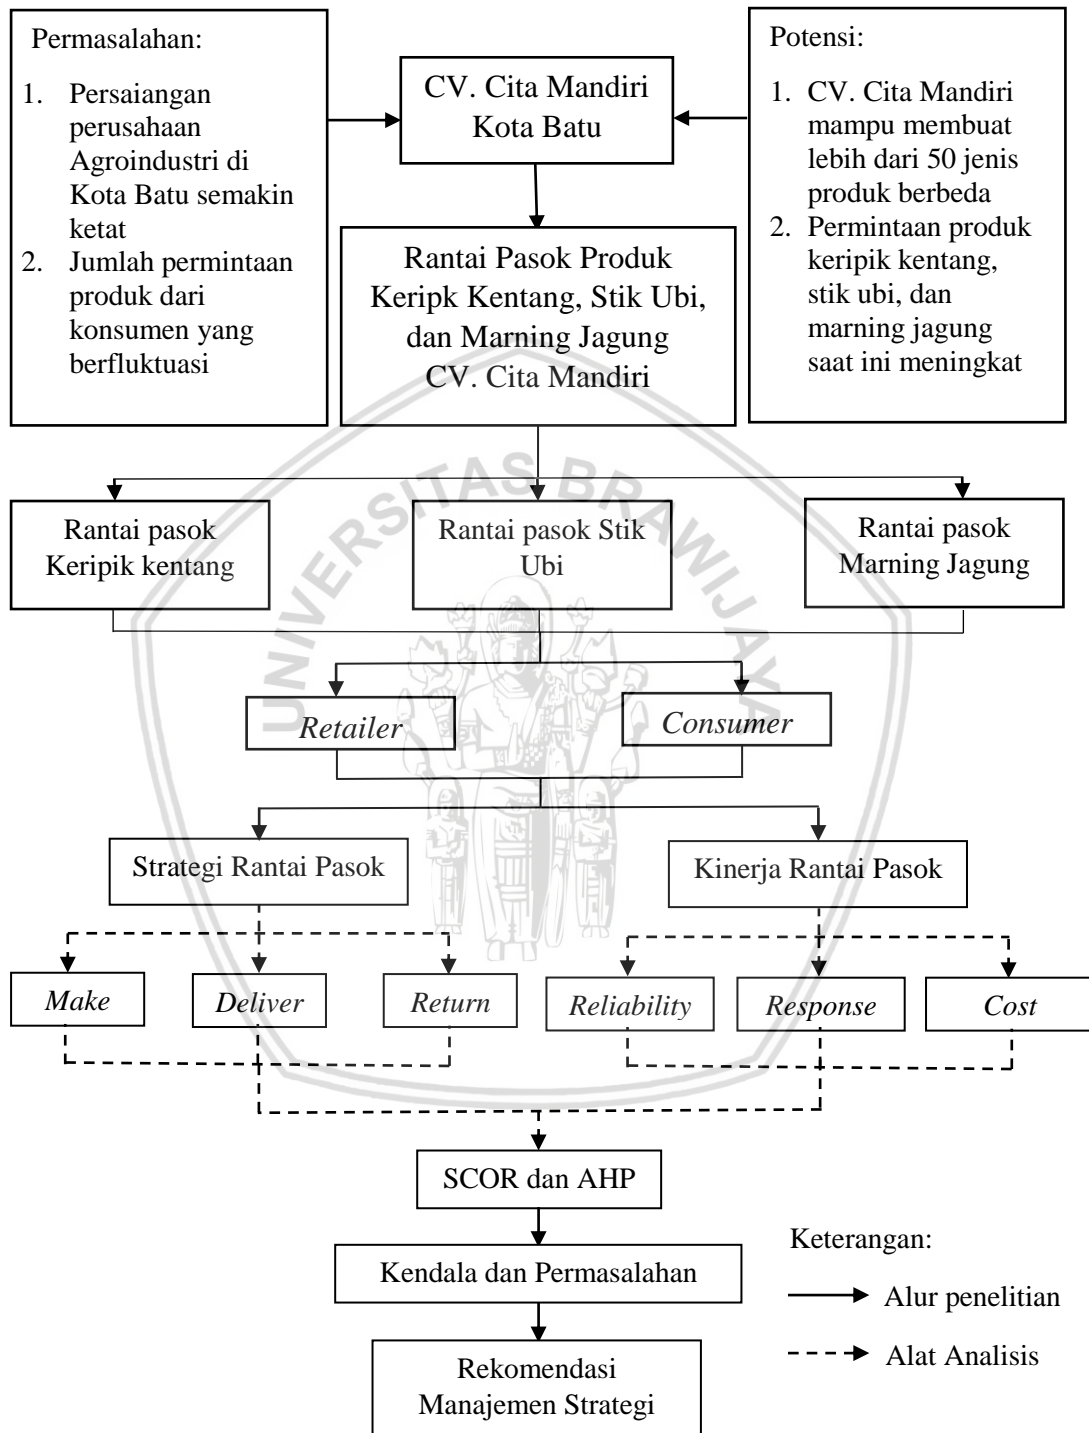 Permasalahan:
1. Persaiangan
perusahaan
Agroindustri di
Kota Batu semakin
ketat
2. Jumlah permintaan
produk dari
konsumen yang
berfluktuasi
CV. Cita Mandiri
Kota Batu
Potensi:
1. CV. Cita Mandiri
mampu membuat
lebih dari 50 jenis
produk berbeda
2. Permintaan produk
keripik kentang,
stik ubi, dan
marning jagung
saat ini meningkat
Rantai Pasok Produk
Keripk Kentang, Stik Ubi,
dan Marning Jagung
CV. Cita Mandiri
UNIVERSITAS BRAWIJAYA
Rantai pasok
Keripik kentang
Rantai pasok Stik
Ubi
Rantai pasok
Marning Jagung
Retailer
Consumer
Strategi Rantai Pasok
Kinerja Rantai Pasok
Make
Deliver
Return
Reliability
Response
Cost
SCOR dan AHP
Kendala dan Permasalahan
Rekomendasi
Manajemen Strategi
Keterangan:
Alur penelitian
Alat Analisis